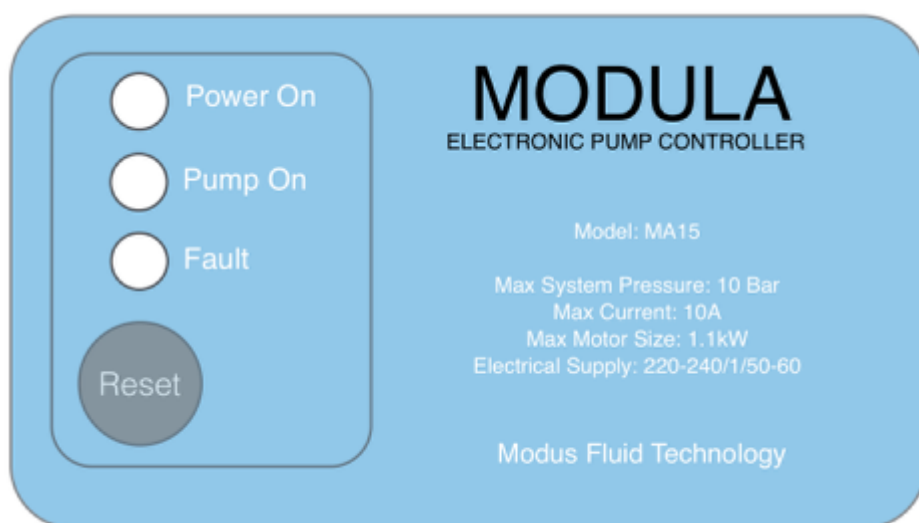 Power On
Pump On
Fault
Reset
MODULA
ELECTRONIC PUMP CONTROLLER
Model: MA15
Max System Pressure: 10 Bar
Max Current: 10A
Max Motor Size: 1.1kW
Electrical Supply: 220-240/1/50-60
Modus Fluid Technology